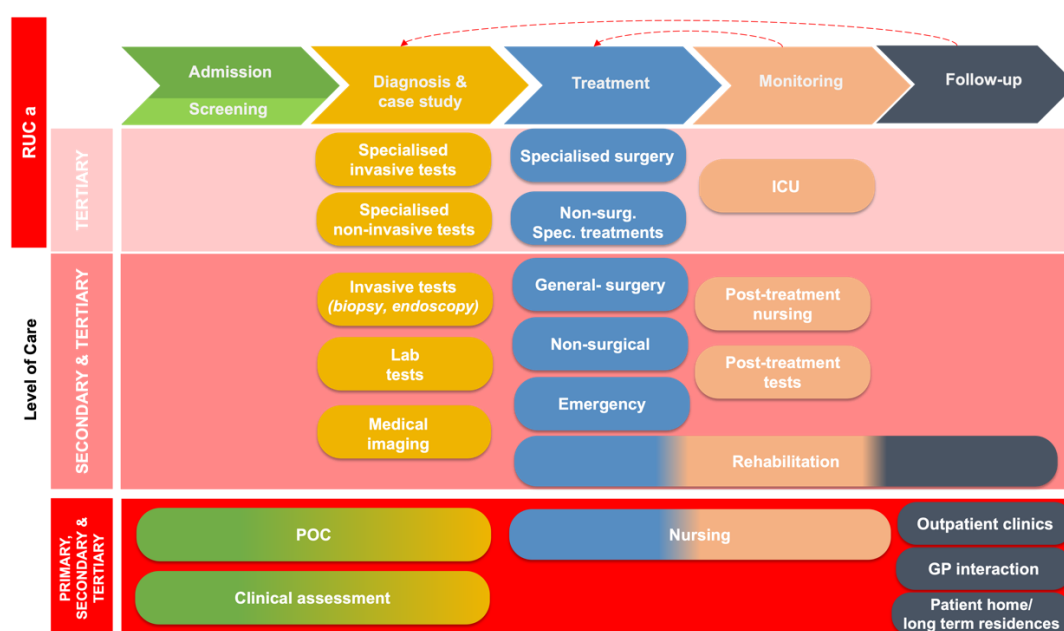 RUC a
Admission
Screening
Diagnosis &
case study
Treatment
Monitoring
Follow-up
TERTIARY
Specialised
invasive tests
Specialised
non-invasive tests
Specialised surgery
Non-surg.
Spec. treatments
ICU
Level of Care
SECONDARY & TERTIARY
Invasive tests
(biopsy, endoscopy)
Lab
tests
Medical
imaging
General- surgery
Non-surgical
Emergency
Post-treatment
nursing
Post-treatment
tests
Rehabilitation
PRIMARY,
SECONDARY &
TERTIARY
POC
Clinical assessment
Nursing
Outpatient clinics
GP interaction
Patient home/
long term residences